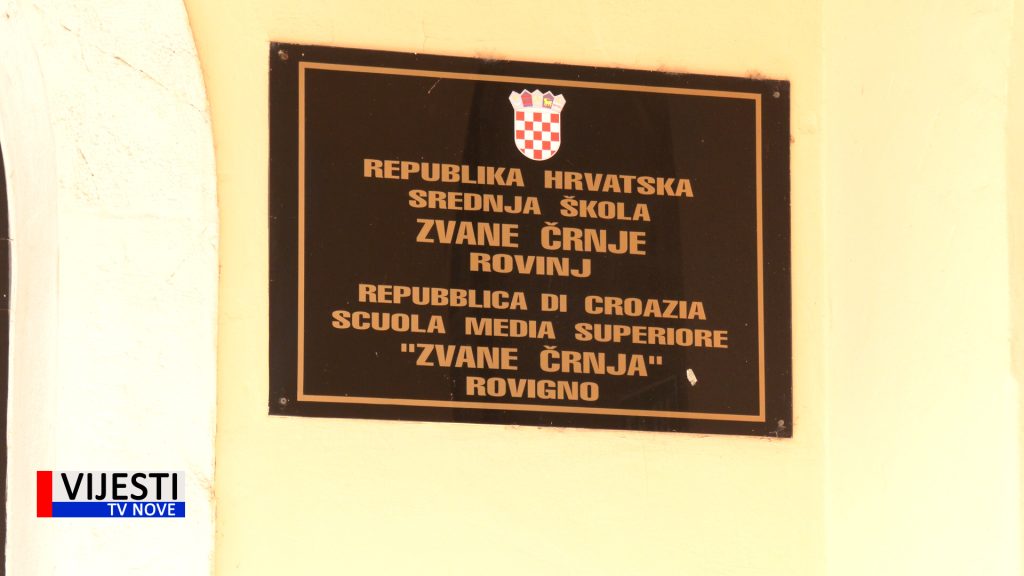 REPUBLIKA HRVATSKA
SREDNJA ŠKOLA
ZVANE ČRNJE
ROVINJ
REPUBBLICA DI CROAZIA
SCUOLA MEDIA SUPERIORE
"ZVANE ČRNJA"
ROVIGNO
VIJESTI
TV NOVE